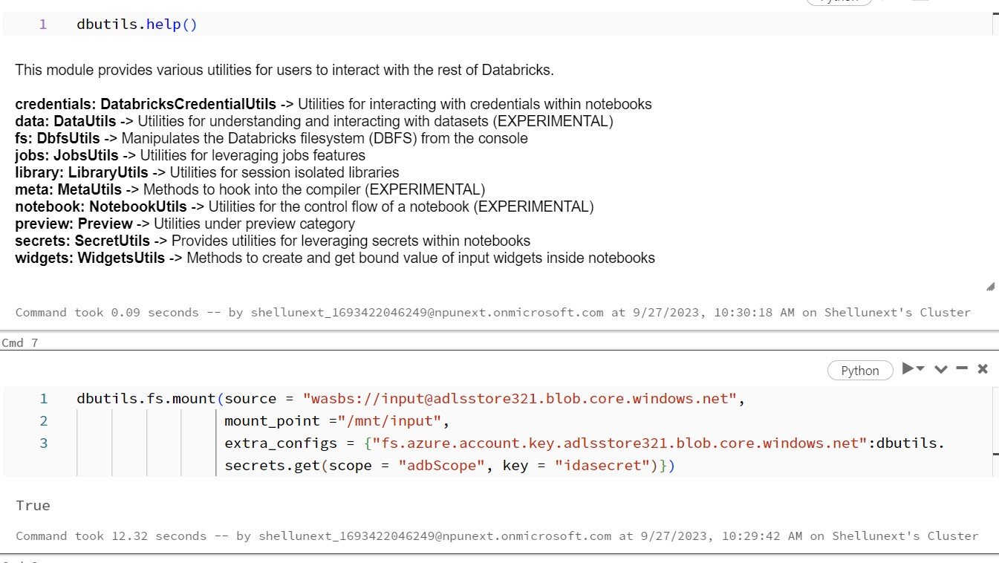 Python
1 dbutils.help()
This module provides various utilities for users to interact with the rest of Databricks.
credentials: DatabricksCredentialUtils -> Utilities for interacting with credentials within notebooks
data: DataUtils -> Utilities for understanding and interacting with datasets (EXPERIMENTAL)
fs: DbfsUtils -> Manipulates the Databricks filesystem (DBFS) from the console
jobs: JobsUtils -> Utilities for leveraging jobs features
library: LibraryUtils -> Utilities for session isolated libraries
meta: MetaUtils -> Methods to hook into the compiler (EXPERIMENTAL)
notebook: NotebookUtils -> Utilities for the control flow of a notebook (EXPERIMENTAL)
preview: Preview -> Utilities under preview category
secrets: SecretUtils -> Provides utilities for leveraging secrets within notebooks
widgets: WidgetsUtils -> Methods to create and get bound value of input widgets inside notebooks
Command took 0.09 seconds -- by shellunext_1693422046249@npunext.onmicrosoft.com at 9/27/2023, 10:30:18 AM on Shellunext's Cluster
Cmd 7
Python
1 dbutils.fs.mount(source = "wasbs://input@adlsstore321.blob.core.windows.net",
2 mount_point ="/mnt/input",
3 extra_configs = {"fs.azure.account.key.adlsstore321.blob.core.windows.net":dbutils.
secrets.get(scope = "adbScope", key = "idasecret")})
True
Command took 12.32 seconds -- by shellunext_1693422046249@npunext.onmicrosoft.com at 9/27/2023, 10:29:42 AM on Shellunext's Cluster